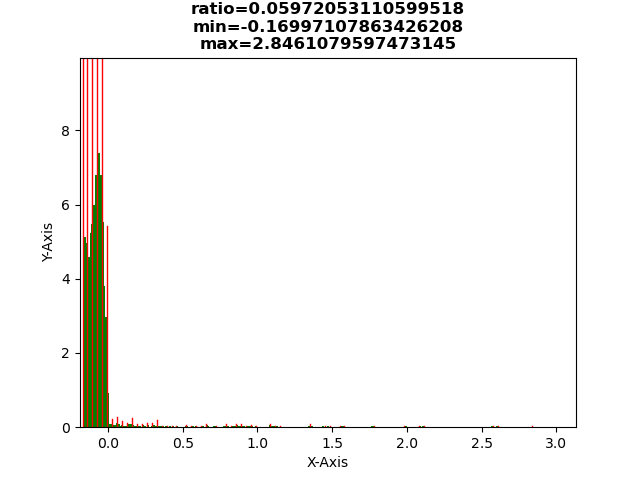 ratio=0.05972053110599518
min=-0.16997107863426208
max=2.8461079597473145
8
6
4
2
0
Y-Axis
0.0 0.5 1.0 1.5 2.0 2.5 3.0
X-Axis